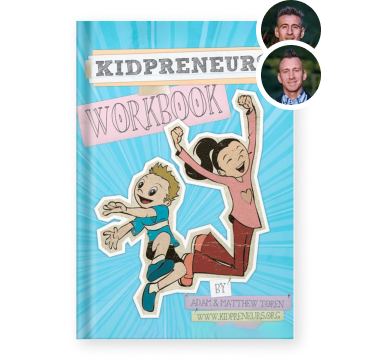 KIDPRENEURS
WORKBOOK
BY
ADAM & MATTHEW TOREN
WWW.KIDPRENEURS.ORG